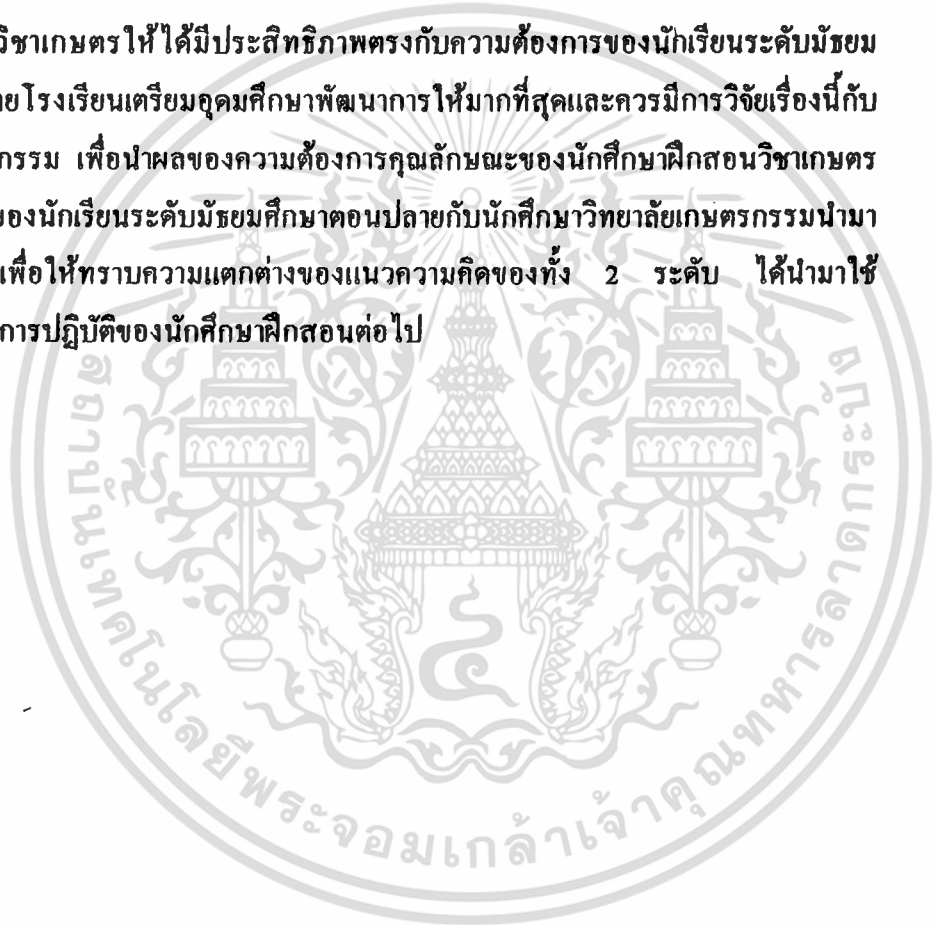 วิชาเกษตรให้ได้มีประสิทธิภาพตรงกับความต้องการของนักเรียนระดับมัธยม
ายโรงเรียนเตรียมอุดมศึกษาพัฒนาการให้มากที่สุดและควรมีการวิจัยเรื่องนี้กับ
กรรม เพื่อนำผลของความต้องการคุณลักษณะของนักศึกษาฝึกสอนวิชาเกษตร
ของนักเรียนระดับมัธยมศึกษาตอนปลายกับนักศึกษาวิทยาลัยเกษตรกรรมนำมา
เพื่อให้ทราบความแตกต่างของแนวความคิดของทั้ง 2 ระดับ ได้นำมาใช้
การปฏิบัติของนักศึกษาฝึกสอนต่อไป
สถาบันเทคโนโลยีพระจอมเกล้าเจ้าคุณทหารลาดกระบัง